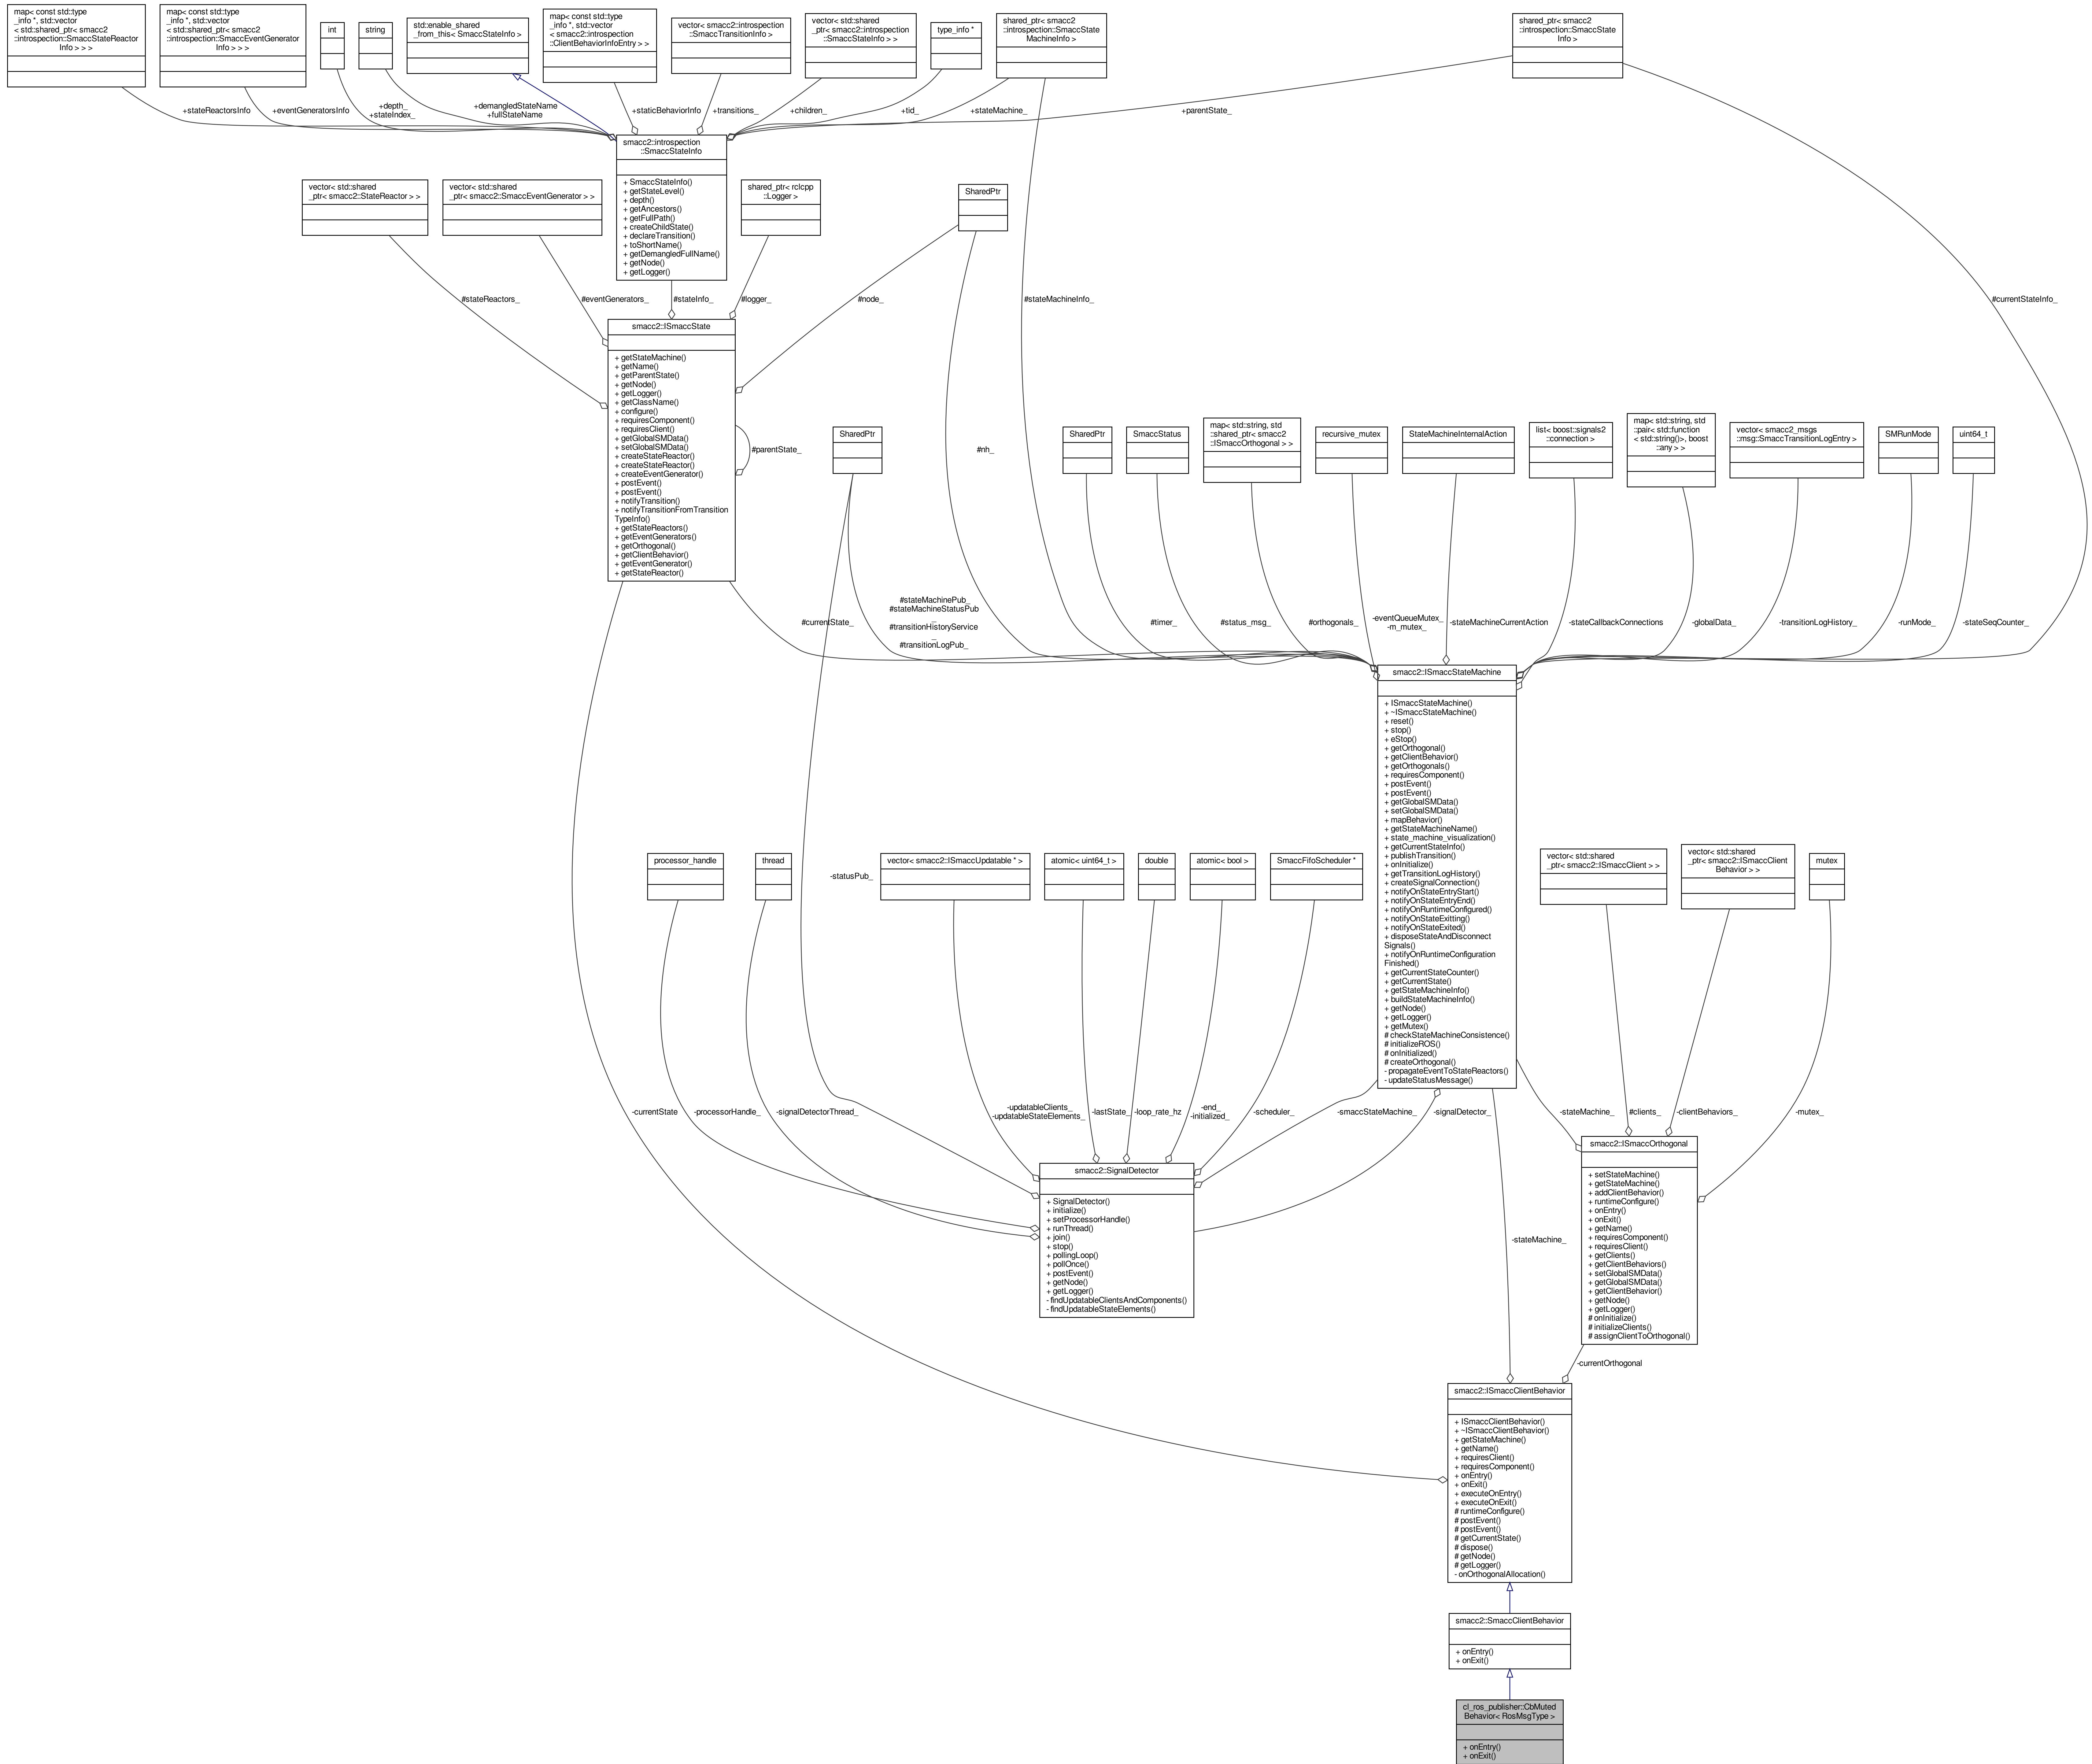 map< const std::type
_info *, std::vector
< std::shared_ptr< smacc2
::introspection::SmaccStateReactor
Info > > >
map< const std::type
_info *, std::vector
< std::shared_ptr< smacc2
::introspection::SmaccEventGenerator
Info > > >
int
string
std::enable_shared
_from_this< SmaccStateInfo >
map< const std::type
_info *, std::vector
< smacc2::introspection
::ClientBehaviorInfoEntry > >
vector< smacc2::introspection
::SmaccTransitionInfo >
vector< std::shared
_ptr< smacc2::introspection
::SmaccStateInfo > >
type_info *
shared_ptr< smacc2
::introspection::SmaccState
MachineInfo >
shared_ptr< smacc2
::introspection::SmaccState
Info >
+stateReactorsInfo
+eventGeneratorsInfo
+depth_
+stateIndex_
+demangledStateName
+fullStateName
+staticBehaviorInfo
+transitions_
+children_
+tid_
+stateMachine_
+parentState_
smacc2::introspection
::SmaccStateInfo
+ SmaccStateInfo()
+ getStateLevel()
+ depth()
+ getAncestors()
+ getFullPath()
+ createChildState()
+ declareTransition()
+ toShortName()
+ getDemangledFullName()
+ getNode()
+ getLogger()
vector< std::shared
_ptr< smacc2::StateReactor > >
vector< std::shared
_ptr< smacc2::SmaccEventGenerator > >
shared_ptr< rclcpp
::Logger >
SharedPtr
#stateReactors_
#eventGenerators_
#stateInfo_
#logger_
#node_
#stateMachineInfo_
#currentStateInfo_
smacc2::ISmaccState
+ getStateMachine()
+ getName()
+ getParentState()
+ getNode()
+ getLogger()
+ getClassName()
+ configure()
+ requiresComponent()
+ requiresClient()
+ getGlobalSMData()
+ setGlobalSMData()
+ createStateReactor()
+ createStateReactor()
+ createEventGenerator()
+ postEvent()
+ postEvent()
+ notifyTransition()
+ notifyTransitionFromTransition
TypeInfo()
+ getStateReactors()
+ getEventGenerators()
+ getOrthogonal()
+ getClientBehavior()
+ getEventGenerator()
+ getStateReactor()
#parentState_
SharedPtr
#nh_
SharedPtr
SmaccStatus
map< std::string, std
::shared_ptr< smacc2
::ISmaccOrthogonal > >
recursive_mutex
StateMachineInternalAction
list< boost::signals2
::connection >
map< std::string, std
::pair< std::function
< std::string()>, boost
::any > >
vector< smacc2_msgs
::msg::SmaccTransitionLogEntry >
SMRunMode
uint64_t
#currentState_
#stateMachinePub_
#stateMachineStatusPub
_
#transitionHistoryService
_
#transitionLogPub_
#timer_
#status_msg_
#orthogonals_
-eventQueueMutex_
-m_mutex_
-stateMachineCurrentAction
-stateCallbackConnections
-globalData_
-transitionLogHistory_
-runMode_
-stateSeqCounter_
smacc2::ISmaccStateMachine
+ ISmaccStateMachine()
+ ~ISmaccStateMachine()
+ reset()
+ stop()
+ eStop()
+ getOrthogonal()
+ getClientBehavior()
+ getOrthogonals()
+ requiresComponent()
+ postEvent()
+ postEvent()
+ getGlobalSMData()
+ setGlobalSMData()
+ mapBehavior()
+ getStateMachineName()
+ state_machine_visualization()
+ getCurrentStateInfo()
+ publishTransition()
+ onInitialize()
+ getTransitionLogHistory()
+ createSignalConnection()
+ notifyOnStateEntryStart()
+ notifyOnStateEntryEnd()
+ notifyOnRuntimeConfigured()
+ notifyOnStateExitting()
+ notifyOnStateExited()
+ disposeStateAndDisconnect
Signals()
+ notifyOnRuntimeConfiguration
Finished()
+ getCurrentStateCounter()
+ getCurrentState()
+ getStateMachineInfo()
+ buildStateMachineInfo()
+ getNode()
+ getLogger()
+ getMutex()
# checkStateMachineConsistence()
# initializeROS()
# onInitialized()
# createOrthogonal()
- propagateEventToStateReactors()
- updateStatusMessage()
processor_handle
thread
-statusPub_
vector< smacc2::ISmaccUpdatable * >
atomic< uint64_t >
double
atomic< bool >
SmaccFifoScheduler *
vector< std::shared
_ptr< smacc2::ISmaccClient > >
vector< std::shared
_ptr< smacc2::ISmaccClient
Behavior > >
mutex
-currentState
-processorHandle_
-signalDetectorThread_
-updatableClients_
-updatableStateElements_
-lastState_
-loop_rate_hz
-end_
-initialized_
-scheduler_
-smaccStateMachine_
-signalDetector_
-stateMachine_
#clients_
-clientBehaviors_
-mutex_
smacc2::SignalDetector
+ SignalDetector()
+ initialize()
+ setProcessorHandle()
+ runThread()
+ join()
+ stop()
+ pollingLoop()
+ pollOnce()
+ postEvent()
+ getNode()
+ getLogger()
- findUpdatableClientsAndComponents()
- findUpdatableStateElements()
smacc2::ISmaccOrthogonal
+ setStateMachine()
+ getStateMachine()
+ addClientBehavior()
+ runtimeConfigure()
+ onEntry()
+ onExit()
+ getName()
+ requiresComponent()
+ requiresClient()
+ getClients()
+ getClientBehaviors()
+ setGlobalSMData()
+ getGlobalSMData()
+ getClientBehavior()
+ getNode()
+ getLogger()
# onInitialize()
# initializeClients()
# assignClientToOrthogonal()
-stateMachine_
-currentOrthogonal
smacc2::ISmaccClientBehavior
+ ISmaccClientBehavior()
+ ~ISmaccClientBehavior()
+ getStateMachine()
+ getName()
+ requiresClient()
+ requiresComponent()
+ onEntry()
+ onExit()
+ executeOnEntry()
+ executeOnExit()
# runtimeConfigure()
# postEvent()
# postEvent()
# getCurrentState()
# dispose()
# getNode()
# getLogger()
- onOrthogonalAllocation()
smacc2::SmaccClientBehavior
+ onEntry()
+ onExit()
cl_ros_publisher::CbMuted
Behavior< RosMsgType >
+ onEntry()
+ onExit()